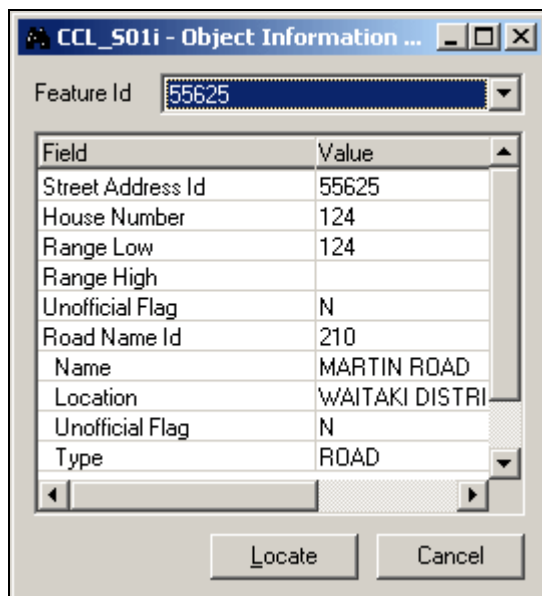 CCL_S01i - Object Information ...
Feature Id 55625
Field Value
Street Address Id 55625
House Number 124
Range Low 124
Range High
Unofficial Flag N
Road Name Id 210
Name MARTIN ROAD
Location WAITAKI DISTRI
Unofficial Flag N
Type ROAD
Locate Cancel